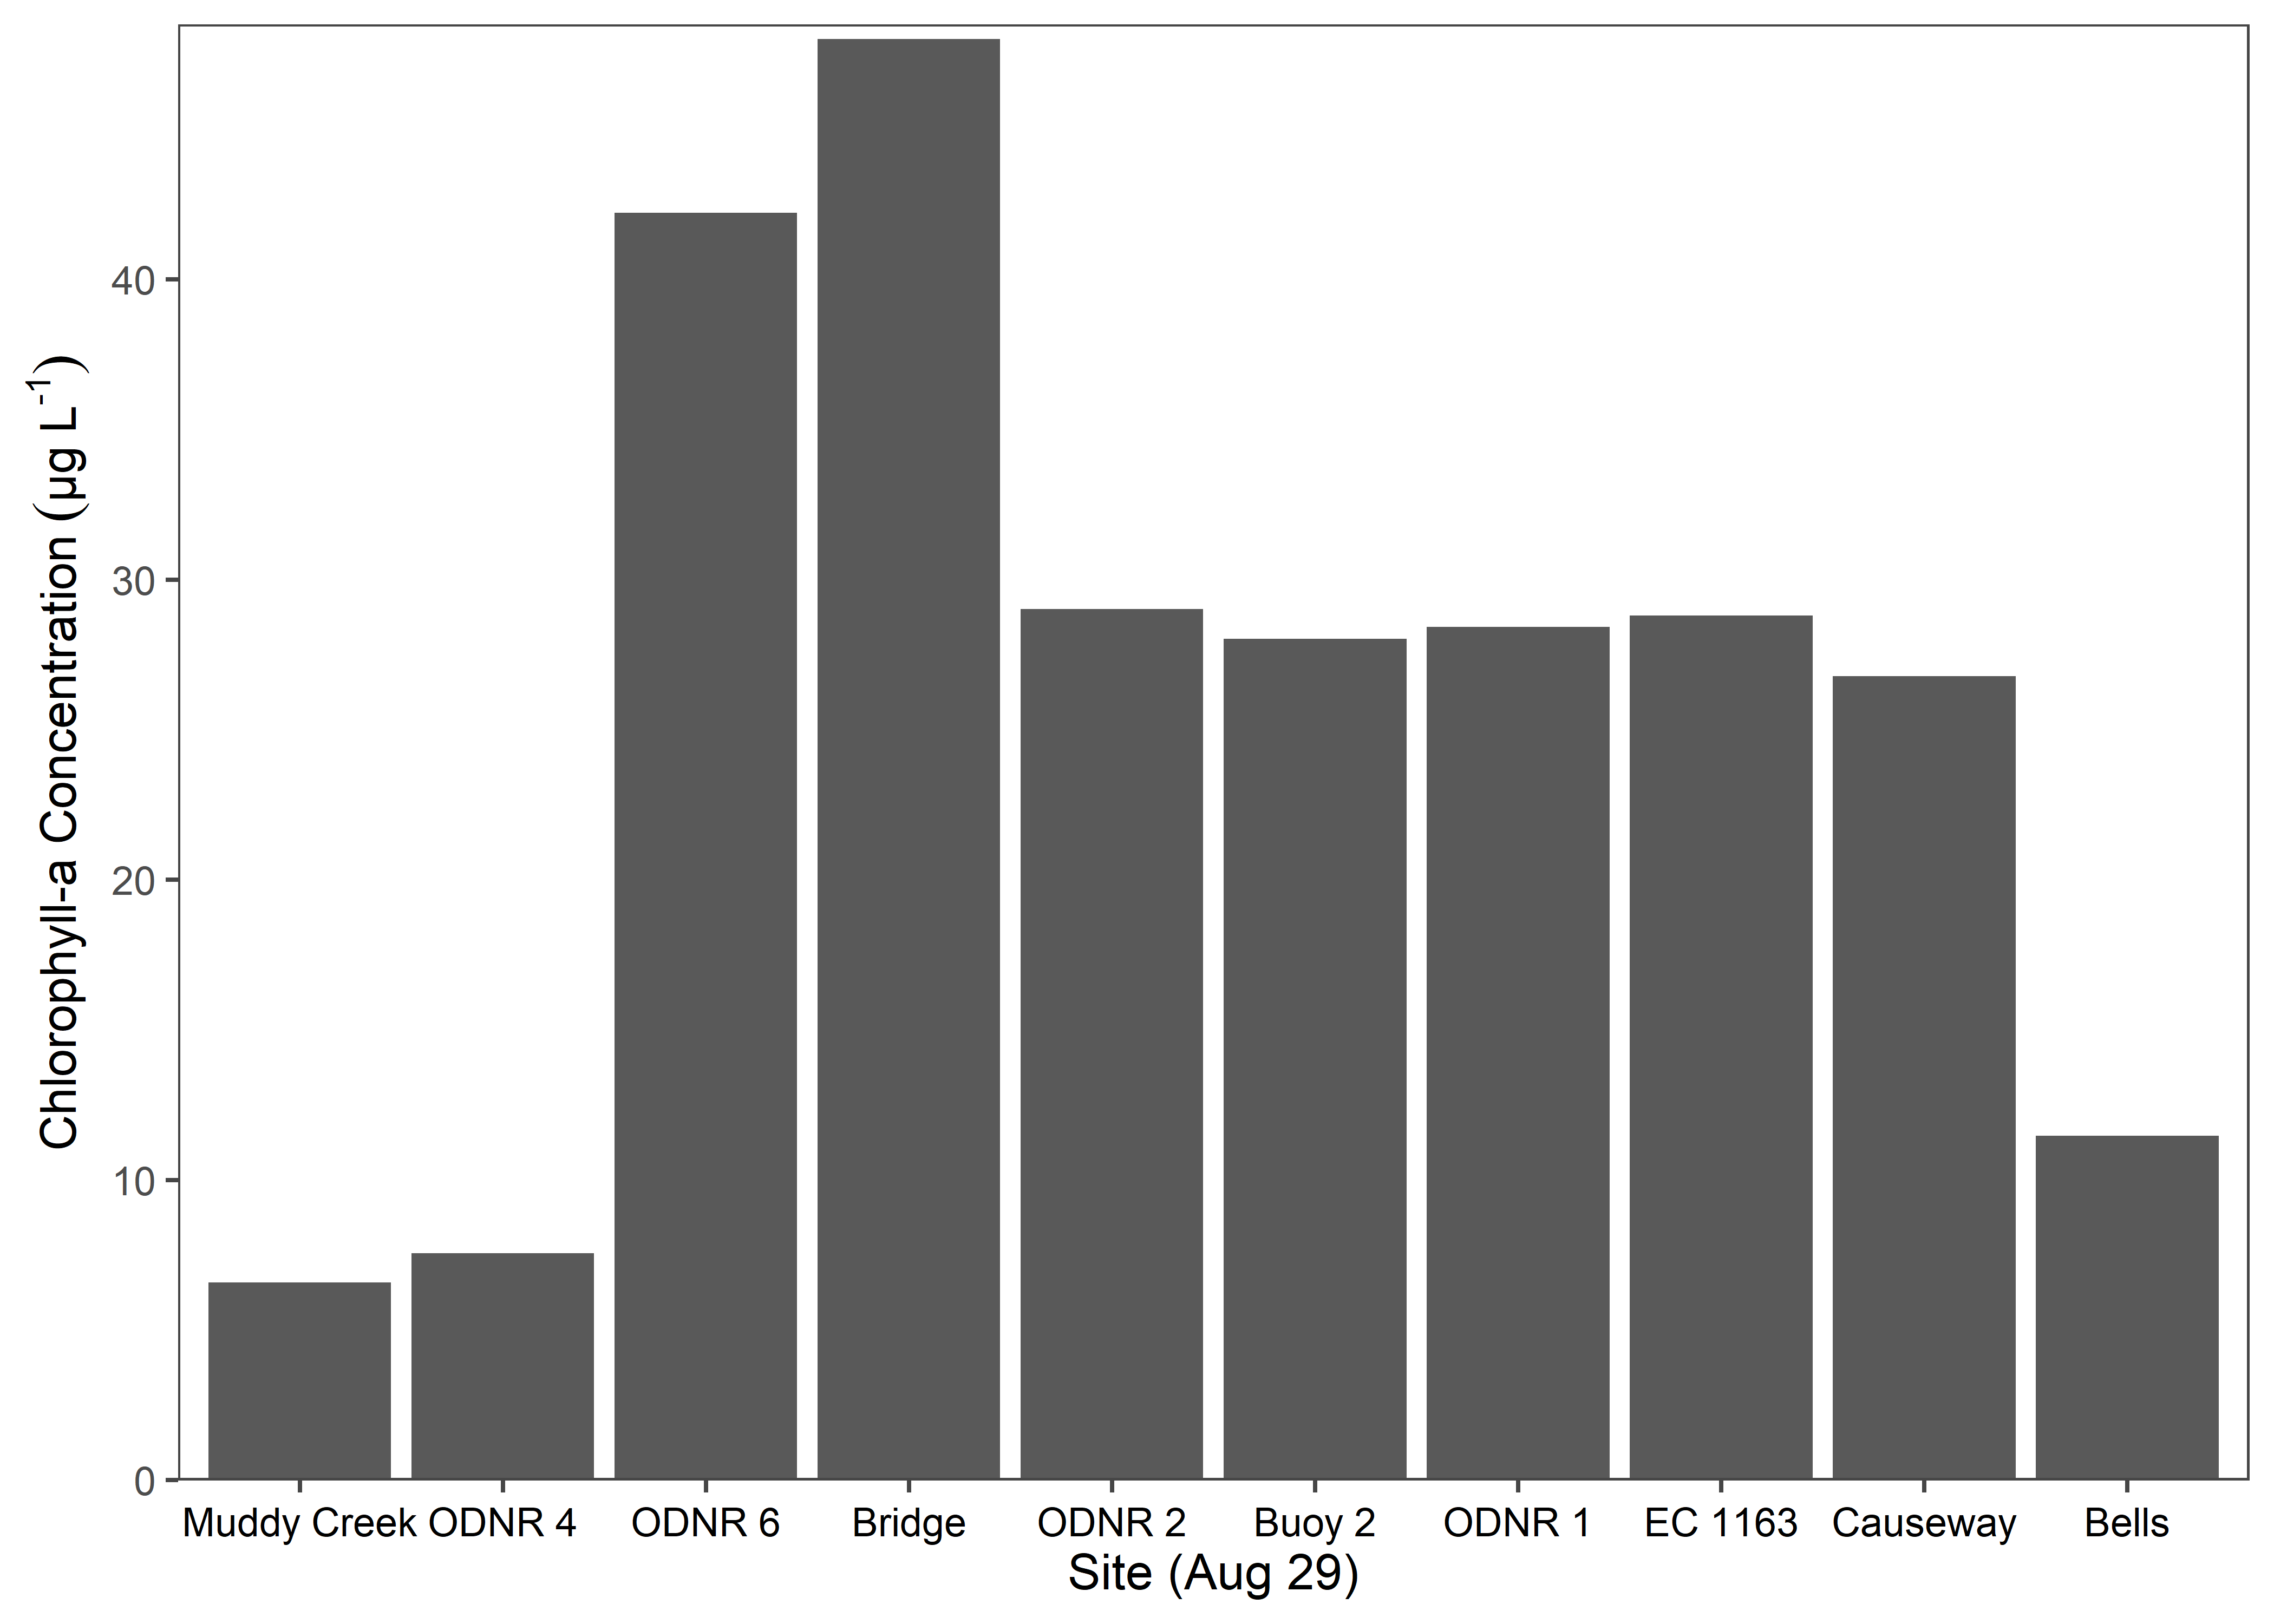 Chlorophyll-a Concentration (µg L⁻¹)
40
30
20
10
0
Muddy Creek ODNR 4 ODNR 6 Bridge ODNR 2 Buoy 2 ODNR 1 EC 1163 Causeway Bells
Site (Aug 29)